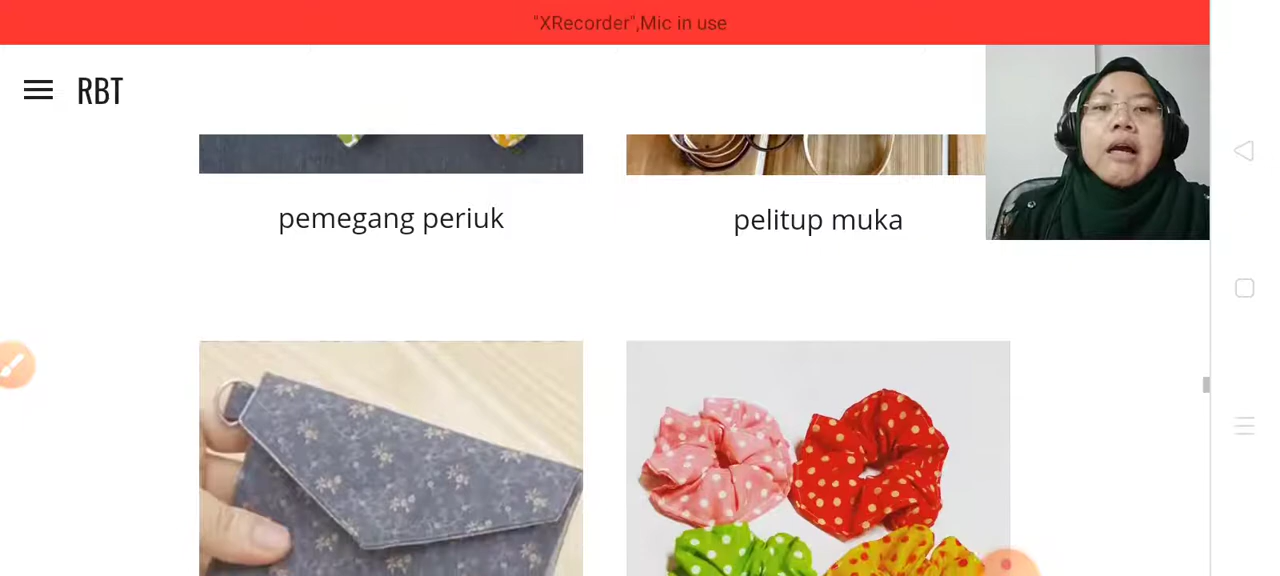 "XRecorder",Mic in use
RBT
pemegang periuk
pelitup muka